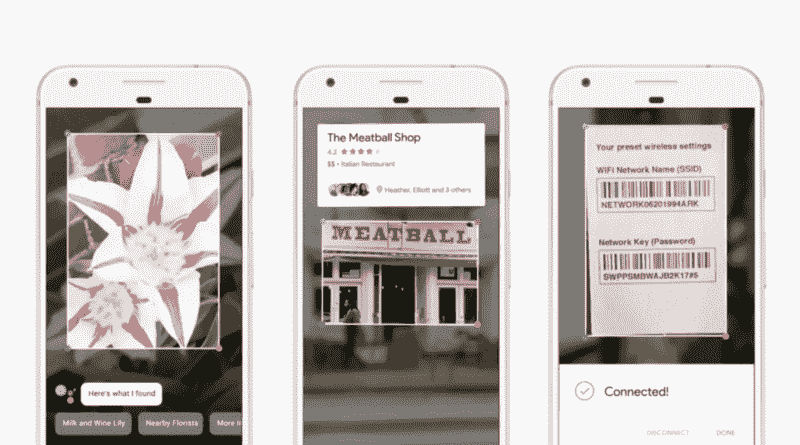 Here's what I found
Milk and Wine Lily
Nearby Florists
More
The Meatball Shop
4.2
$$ • Italian Restaurant
Heather, Elliott and 3 others
MEATBALL
Your preset wireless settings
WiFi Network Name (SSID)
NETWORK06201994ARK
Network Key (Password)
SWPPSMBWAJB2K17#5
Connected!
DISCONNECT
DONE